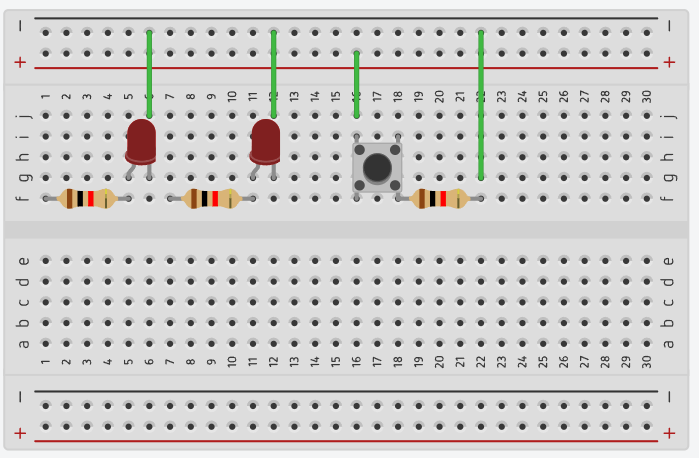 − −
+ +
1 2 3 4 5 6 7 8 9 10 11 12 13 14 15 16 17 18 19 20 21 22 23 24 25 26 27 28 29 30
j j
i i
h h
g g
f f
e e
d d
c c
b b
a a
1 2 3 4 5 6 7 8 9 10 11 12 13 14 15 16 17 18 19 20 21 22 23 24 25 26 27 28 29 30
− −
+ +